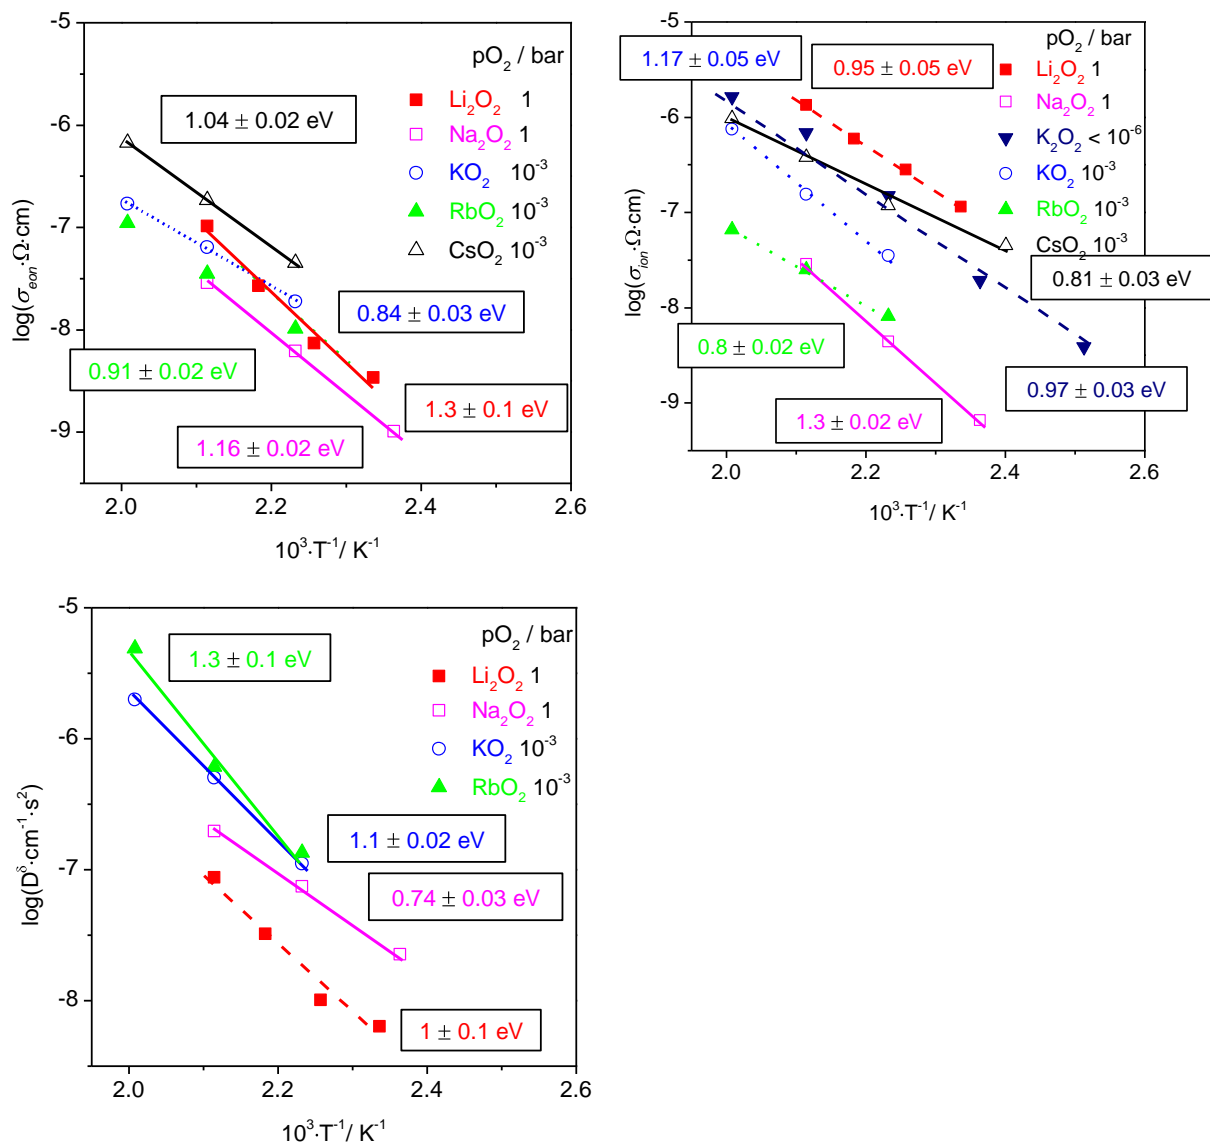 -5
-6
-7
-8
-9
2.0 2.2 2.4 2.6
log(σeon·Ω·cm)
10³·T⁻¹/ K⁻¹
pO₂ / bar
Li₂O₂ 1
Na₂O₂ 1
KO₂ 10⁻³
RbO₂ 10⁻³
CsO₂ 10⁻³
1.04 ± 0.02 eV
0.84 ± 0.03 eV
0.91 ± 0.02 eV
1.3 ± 0.1 eV
1.16 ± 0.02 eV
-5
-6
-7
-8
-9
2.0 2.2 2.4 2.6
log(σion·Ω·cm)
10³·T⁻¹/ K⁻¹
pO₂ / bar
Li₂O₂ 1
Na₂O₂ 1
K₂O₂ < 10⁻⁶
KO₂ 10⁻³
RbO₂ 10⁻³
CsO₂ 10⁻³
1.17 ± 0.05 eV
0.95 ± 0.05 eV
0.81 ± 0.03 eV
0.8 ± 0.02 eV
0.97 ± 0.03 eV
1.3 ± 0.02 eV
-5
-6
-7
-8
2.0 2.2 2.4 2.6
log(Dᵟ·cm⁻¹·s²)
10³·T⁻¹/ K⁻¹
pO₂ / bar
Li₂O₂ 1
Na₂O₂ 1
KO₂ 10⁻³
RbO₂ 10⁻³
1.3 ± 0.1 eV
1.1 ± 0.02 eV
0.74 ± 0.03 eV
1 ± 0.1 eV